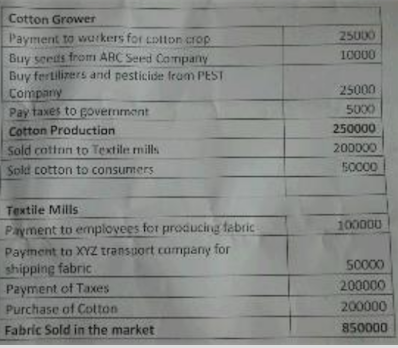 Cotton Grower
Payment to workers for cotton crop 25000
Buy seeds from ABC Seed Company 10000
Buy fertilizers and pesticide from PEST
Company 25000
Pay taxes to government 5000
Cotton Production 250000
Sold cotton to Textile mills 200000
Sold cotton to consumers 50000
Textile Mills
Payment to employees for producing fabric 100000
Payment to XYZ transport company for
shipping fabric 50000
Payment of Taxes 200000
Purchase of Cotton 200000
Fabric Sold in the market 850000